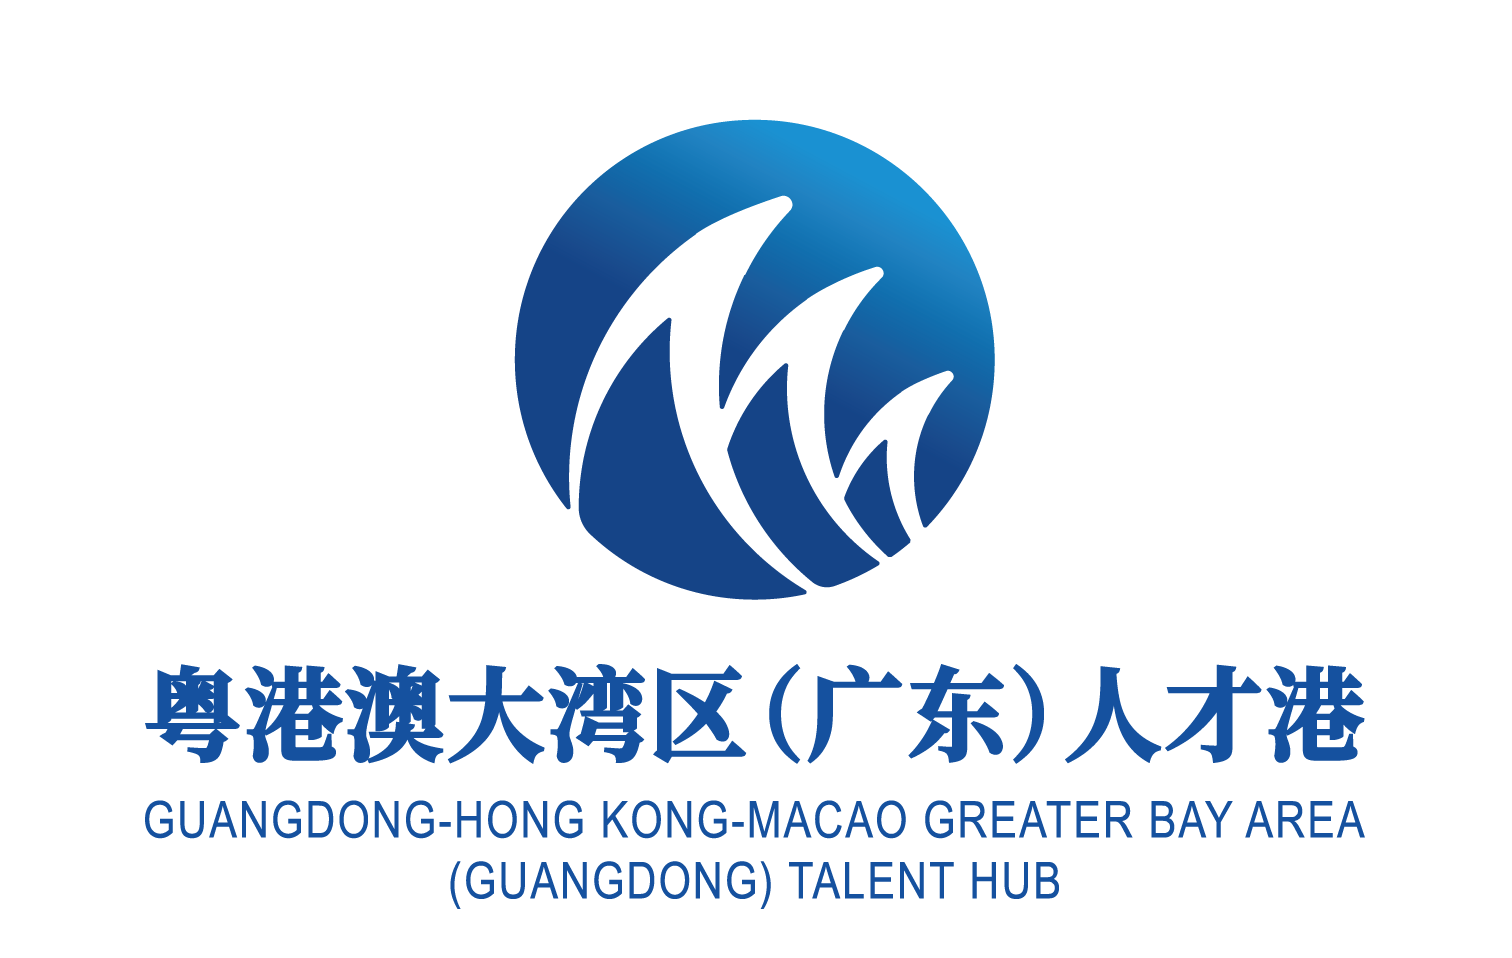 粤港澳大湾区(广东)人才港
GUANGDONG-HONG KONG-MACAO GREATER BAY AREA
(GUANGDONG) TALENT HUB